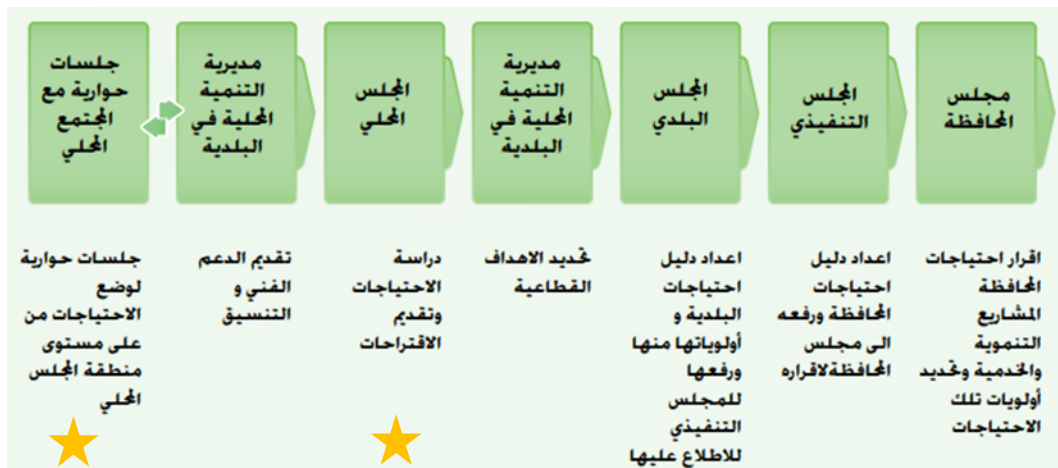 جلسات
حوارية مع
المجتمع
المحلي
مديرية
التنمية
المحلية في
البلدية
المجلس
المحلي
مديرية
التنمية
المحلية في
البلدية
المجلس
البلدي
المجلس
التنفيذي
مجلس
المحافظة
جلسات حوارية
لوضع
الاحتياجات من
على مستوى
منطقة المجلس
المحلي
تقديم الدعم
الفني و
التنسيق
دراسة
الاحتياجات
وتقديم
الاقتراحات
تحديد الاهداف
القطاعية
اعداد دليل
احتياجات
البلدية و
أولوياتها منها
ورفعها
للمجلس
التنفيذي
للاطلاع عليها
اعداد دليل
احتياجات
المحافظة ورفعه
الى مجلس
المحافظةلاقراره
اقرار احتياجات
المحافظة
المشاريع
التنموية
والخدمية وتحديد
أولويات تلك
الاحتياجات